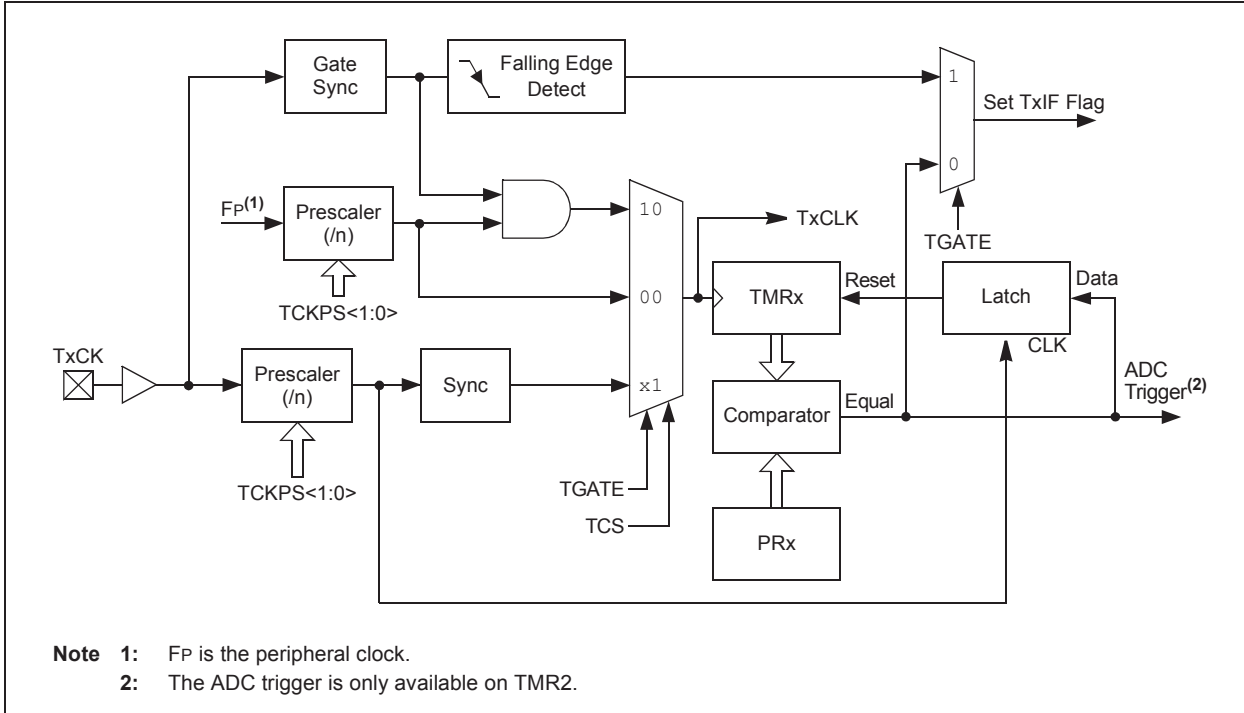 Gate
Sync
Falling Edge
Detect
1
Set TxIF Flag
0
FP(1)
Prescaler
(/n)
10
TxCLK
TGATE
TCKPS<1:0>
00
TMRx
Reset
Latch
Data
CLK
TxCK
Prescaler
(/n)
Sync
x1
Comparator
Equal
ADC
Trigger(2)
TCKPS<1:0>
TGATE
TCS
PRx
Note 1: FP is the peripheral clock.
2: The ADC trigger is only available on TMR2.